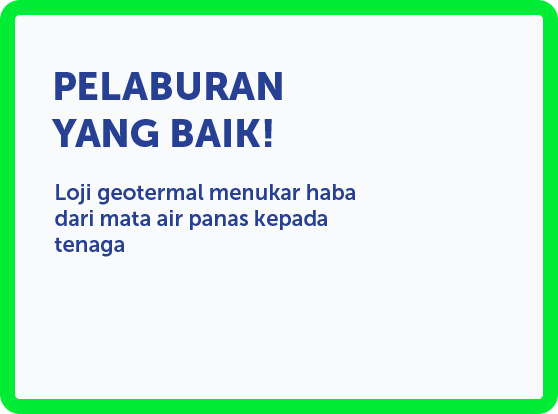 PELABURAN
YANG BAIK!
Loji geotermal menukar haba
dari mata air panas kepada
tenaga